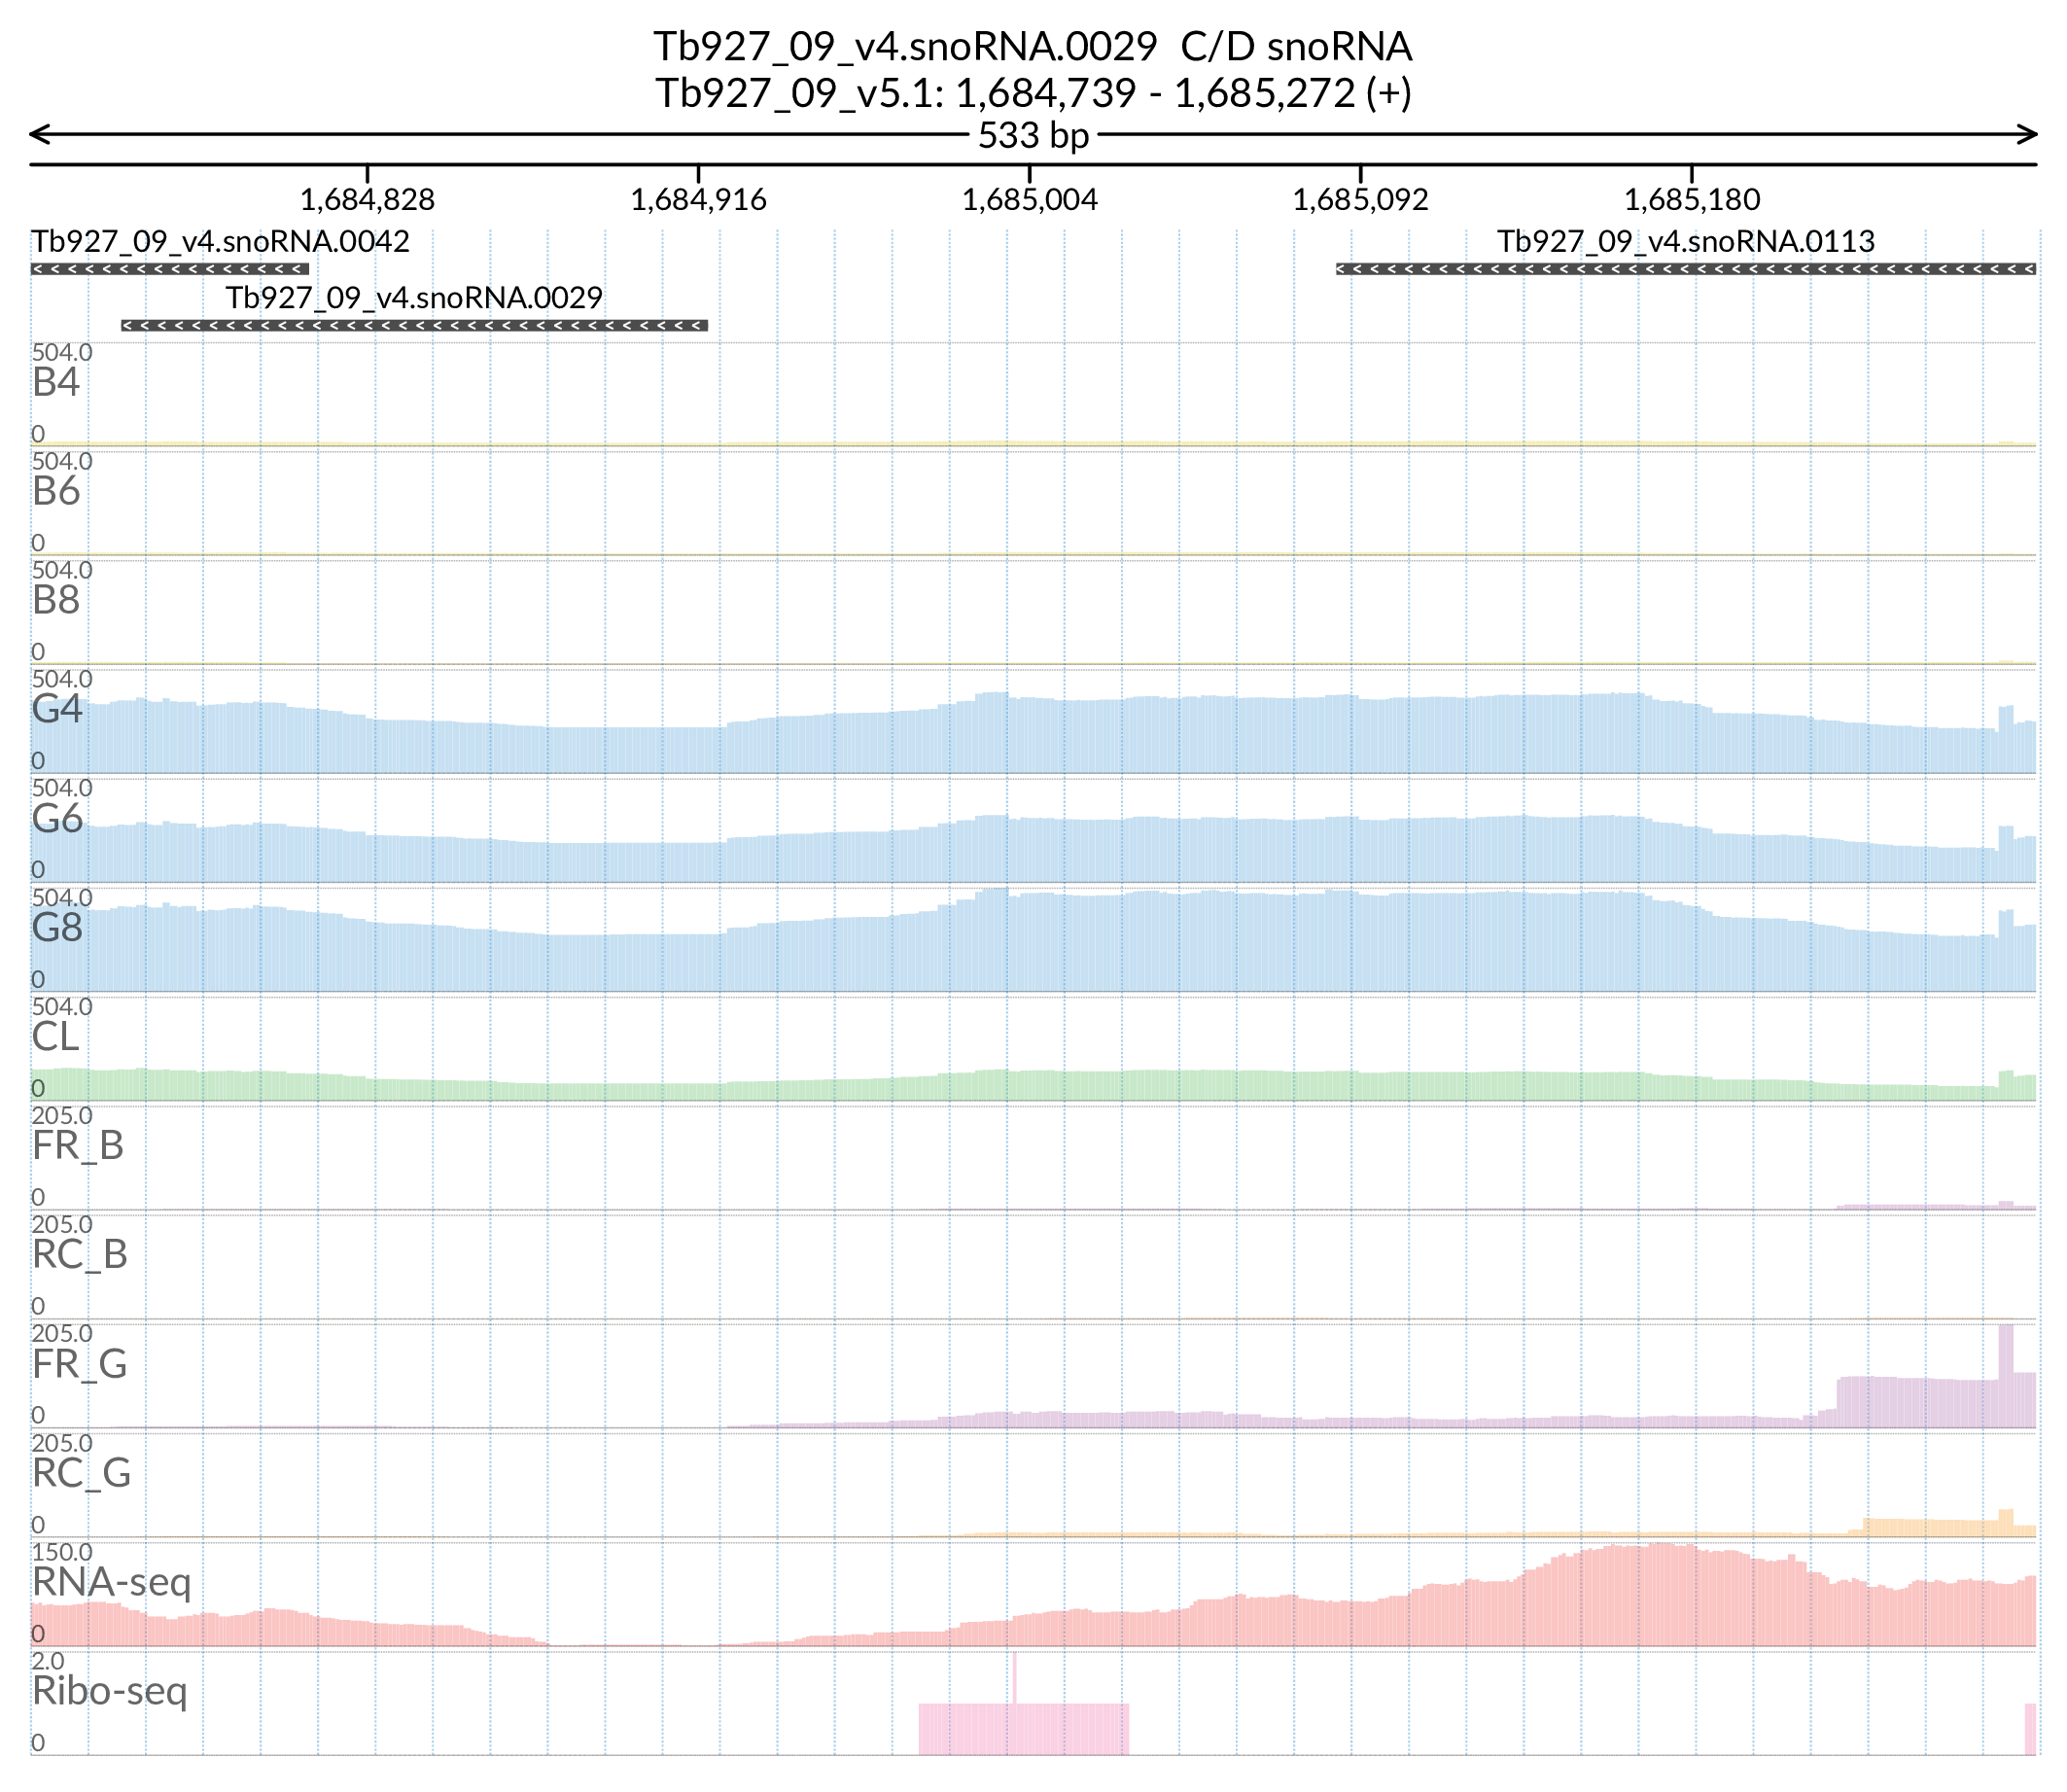 Tb927_09_v4.snoRNA.0029 C/D snoRNA
Tb927_09_v5.1: 1,684,739 - 1,685,272 (+)
533 bp
1,684,828 1,684,916 1,685,004 1,685,092 1,685,180
Tb927_09_v4.snoRNA.0042 Tb927_09_v4.snoRNA.0113
Tb927_09_v4.snoRNA.0029
504.0
B4
0
504.0
B6
0
504.0
B8
0
504.0
G4
0
504.0
G6
0
504.0
G8
0
504.0
CL
0
205.0
FR_B
0
205.0
RC_B
0
205.0
FR_G
0
205.0
RC_G
0
150.0
RNA-seq
0
2.0
Ribo-seq
0